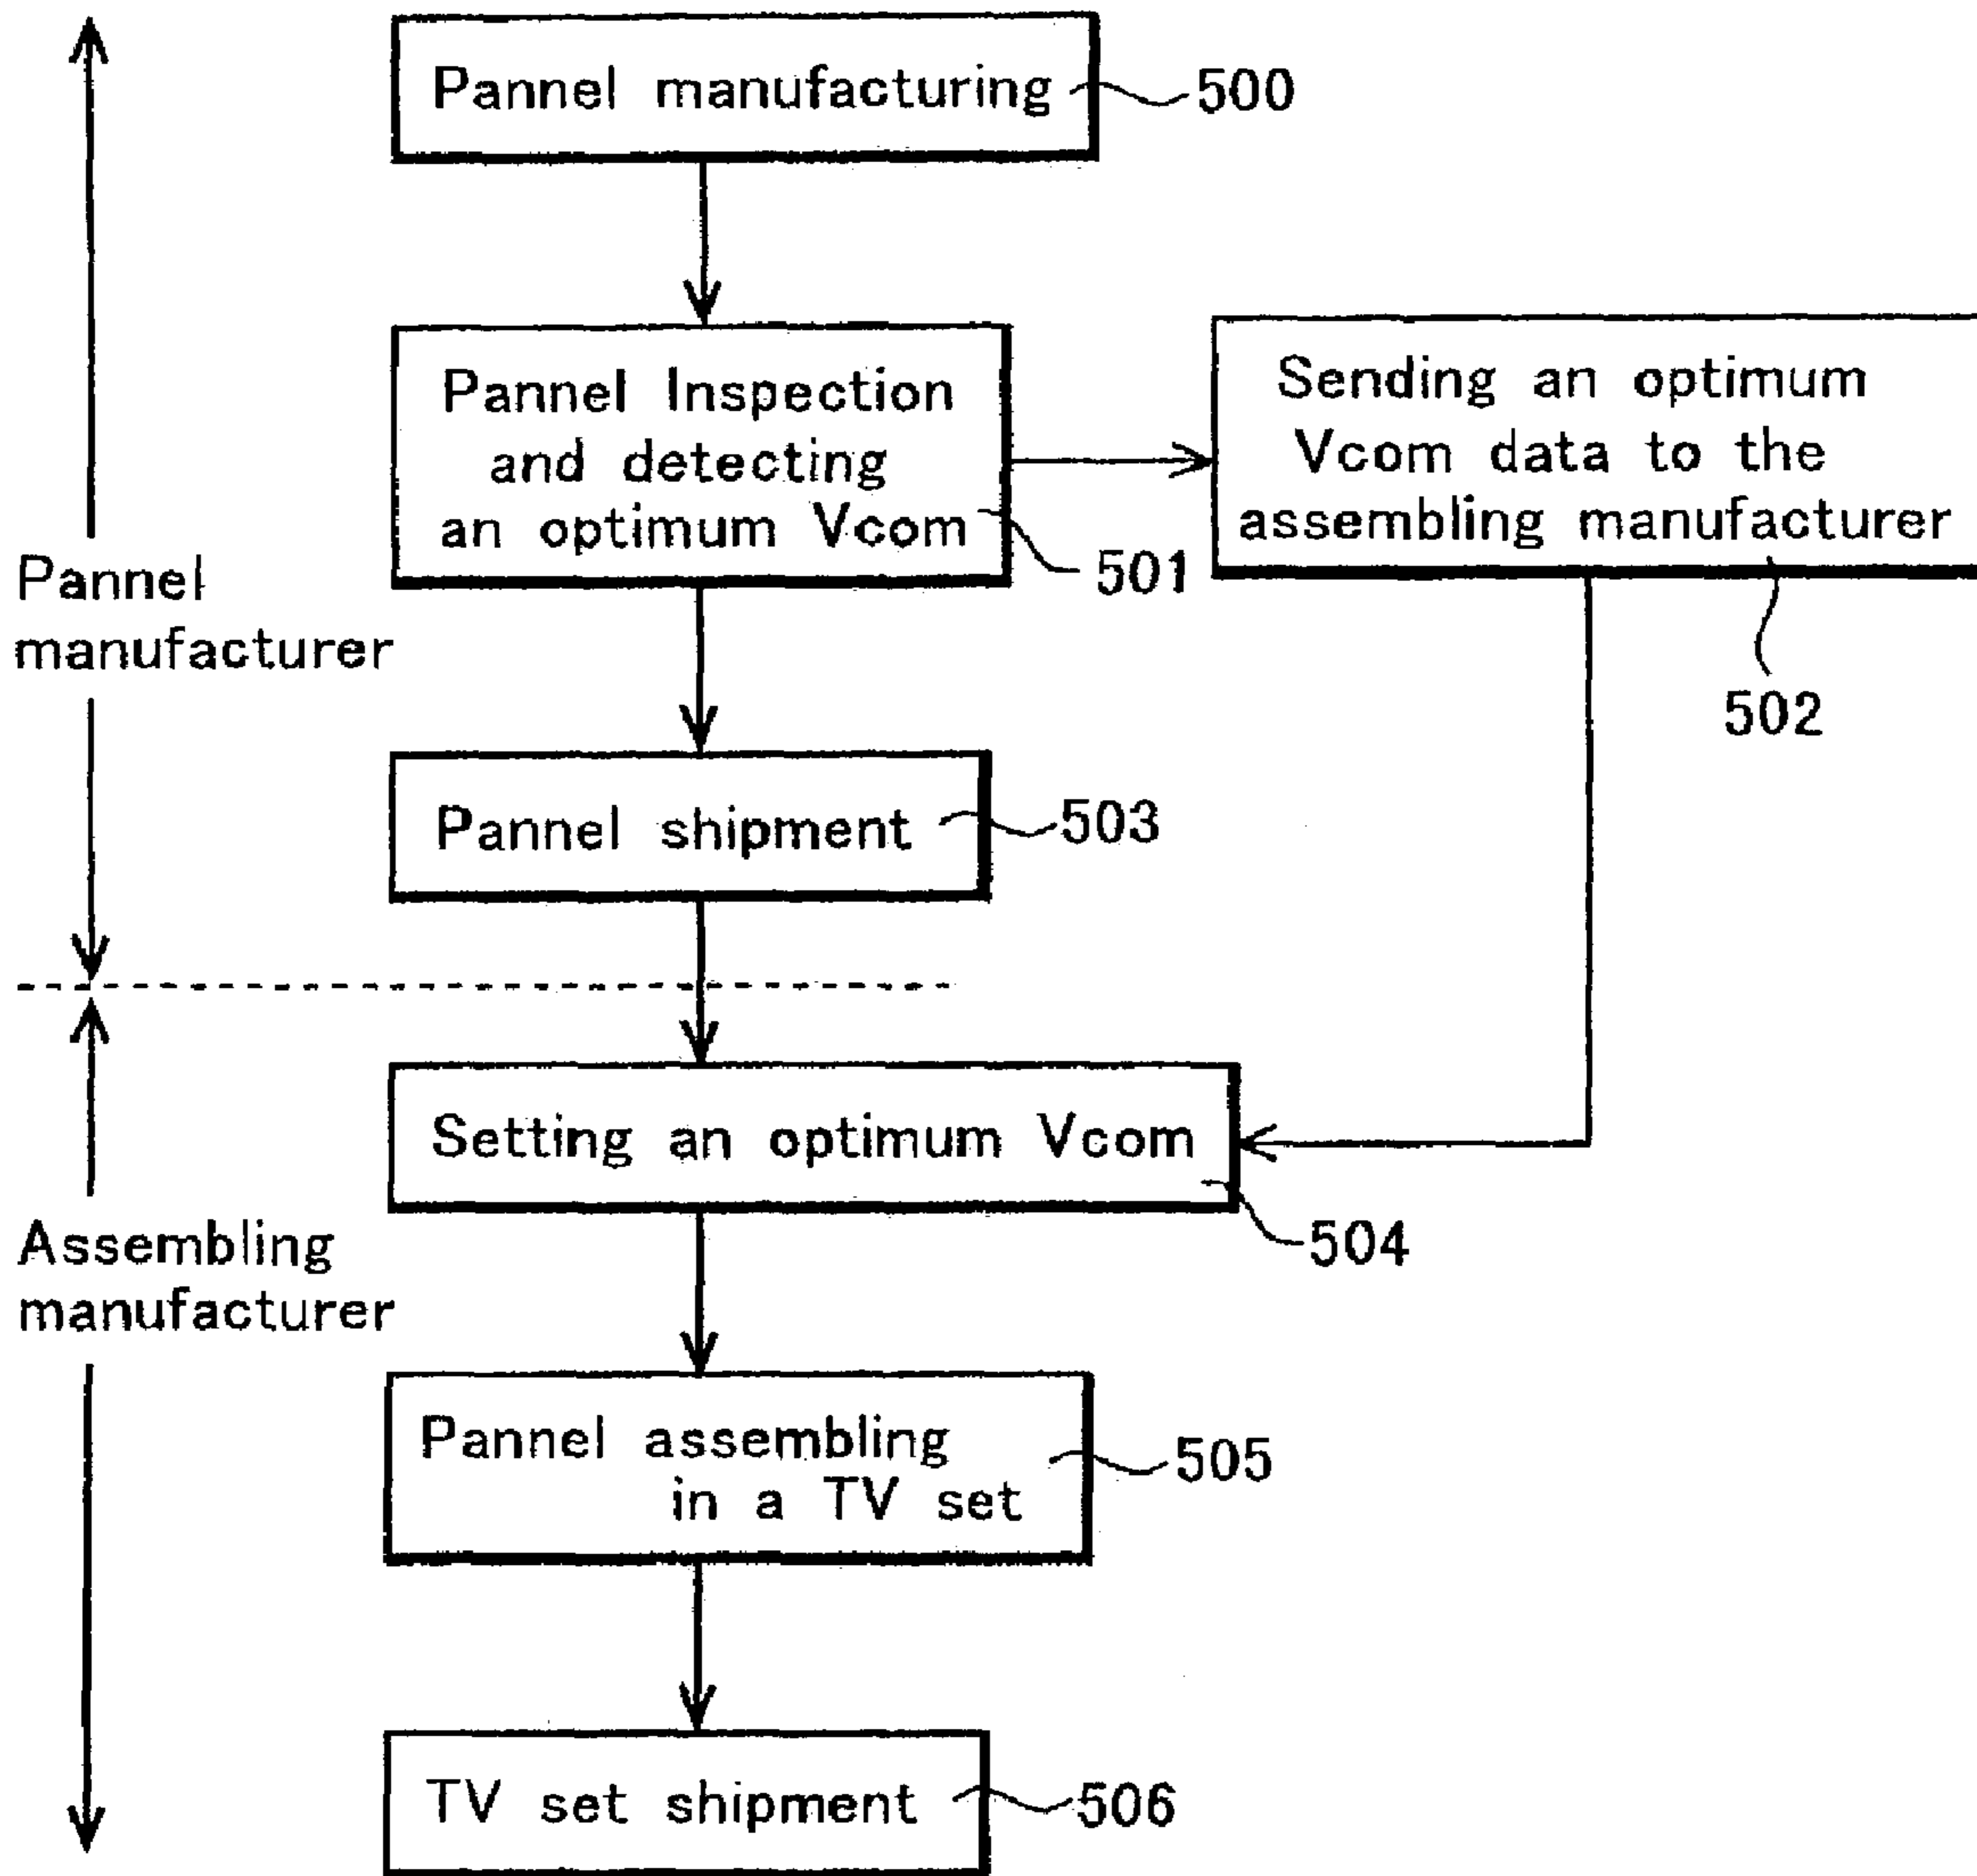 Pannel manufacturing
500
Pannel Inspection
and detecting
an optimum Vcom
501
Sending an optimum
Vcom data to the
assembling manufacturer
502
Pannel
manufacturer
Pannel shipment
503
Setting an optimum Vcom
504
Assembling
manufacturer
Pannel assembling
in a TV set
505
TV set shipment
506